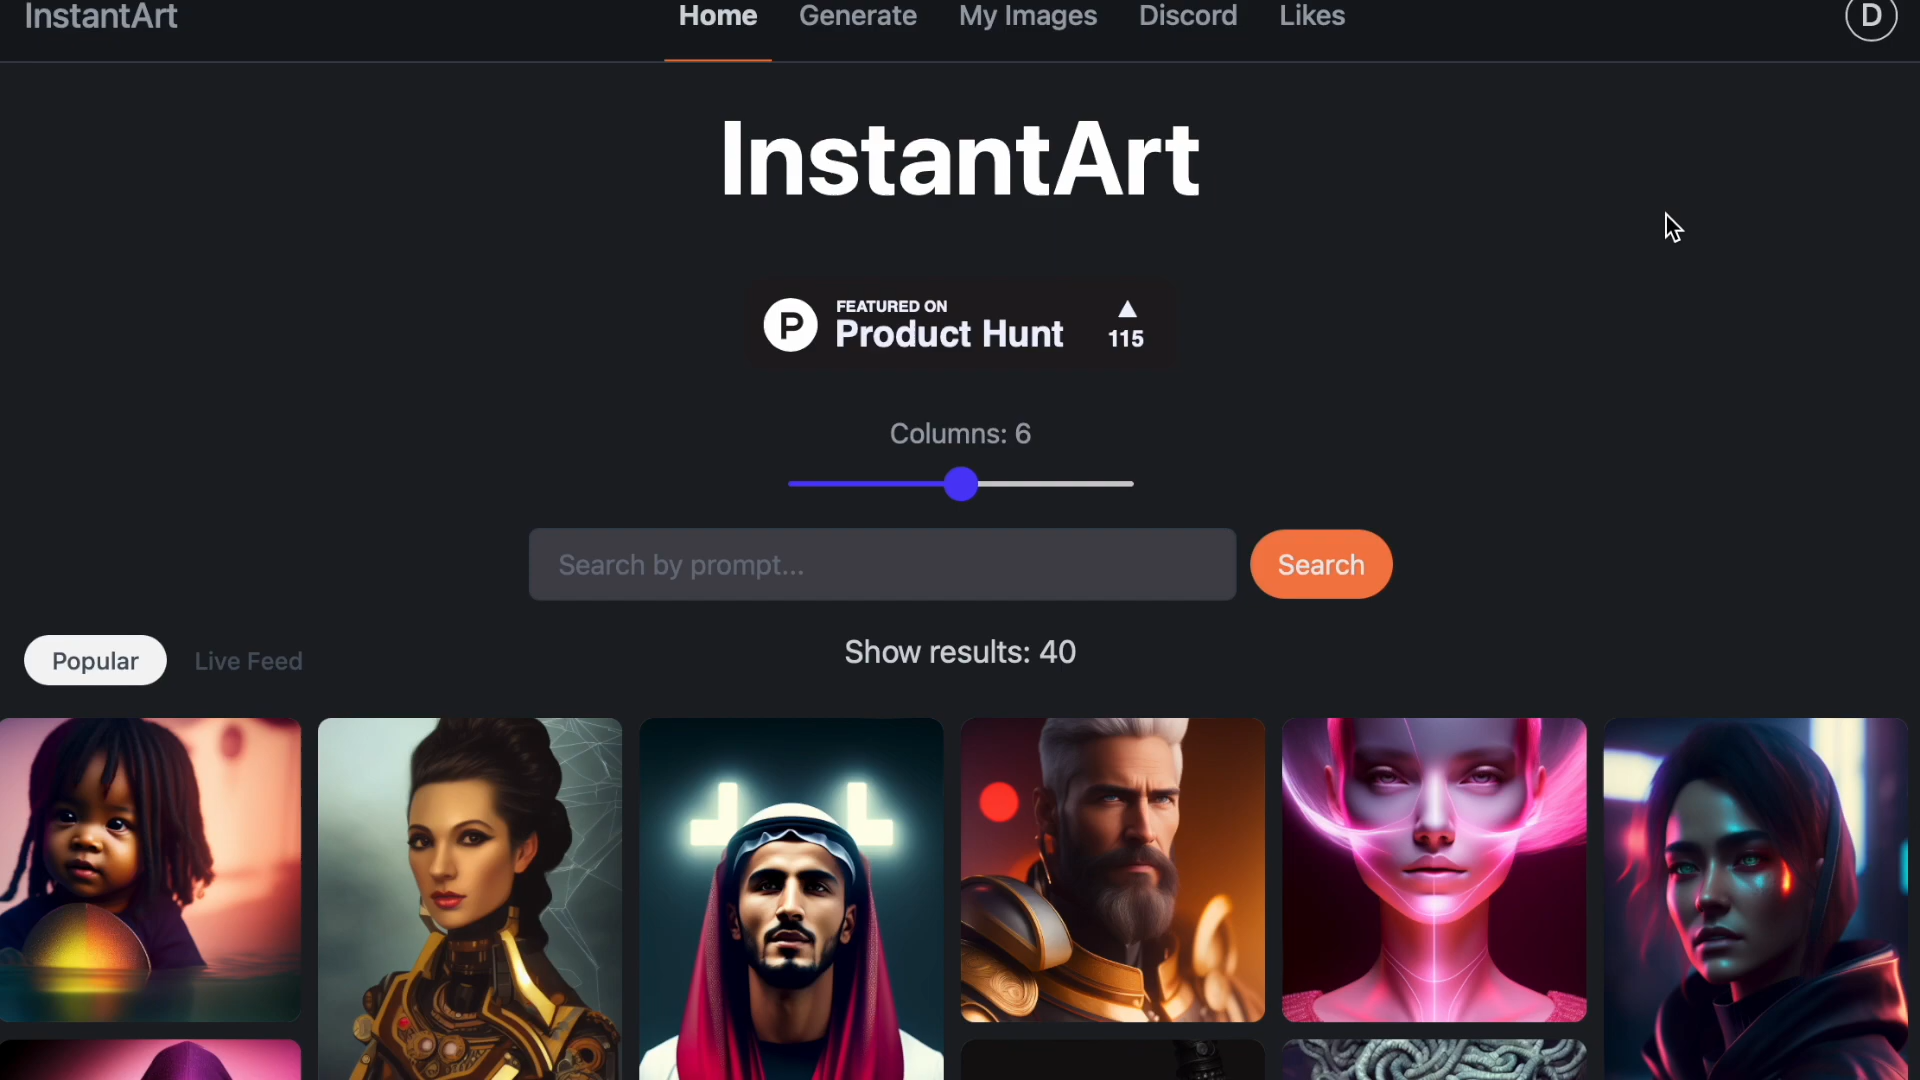 InstantArt
Home
Generate
My Images
Discord
Likes
D
InstantArt
P
FEATURED ON
Product Hunt
115
Columns: 6
Search by prompt...
Search
Popular
Live Feed
Show results: 40